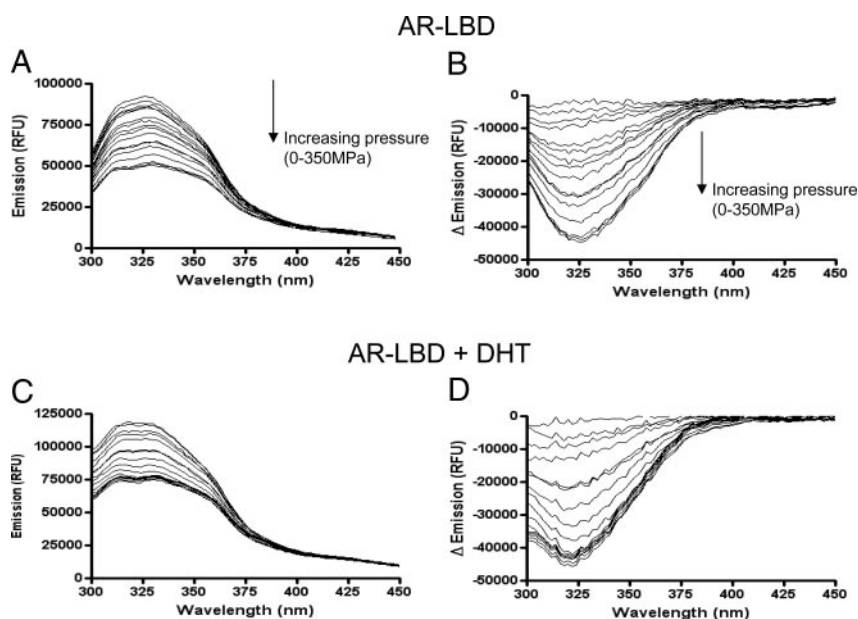 AR-LBD
A
100000
75000
50000
25000
0
Emission (RFU)
300 325 350 375 400 425 450
Wavelength (nm)
Increasing pressure
(0-350MPa)
B
0
-10000
-20000
-30000
-40000
-50000
Δ Emission (RFU)
300 325 350 375 400 425 450
Wavelength (nm)
Increasing pressure
(0-350MPa)
AR-LBD + DHT
C
125000
100000
75000
50000
25000
0
Emission (RFU)
300 325 350 375 400 425 450
Wavelength (nm)
D
0
-10000
-20000
-30000
-40000
-50000
Δ Emission (RFU)
300 325 350 375 400 425 450
Wavelength (nm)